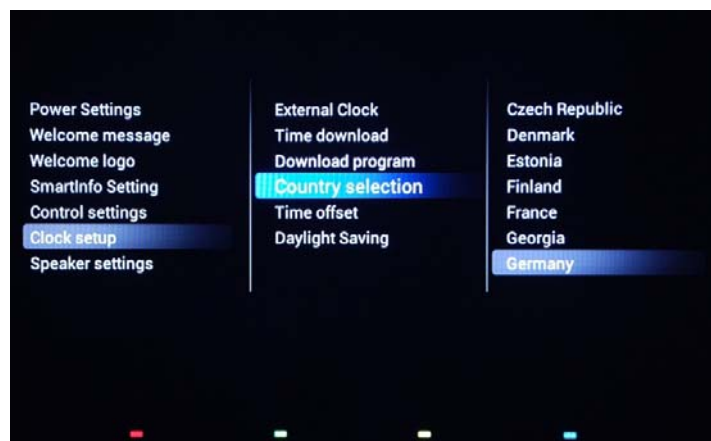 Power Settings
Welcome message
Welcome logo
SmartInfo Setting
Control settings
Clock setup
Speaker settings
External Clock
Time download
Download program
Country selection
Time offset
Daylight Saving
Czech Republic
Denmark
Estonia
Finland
France
Georgia
Germany